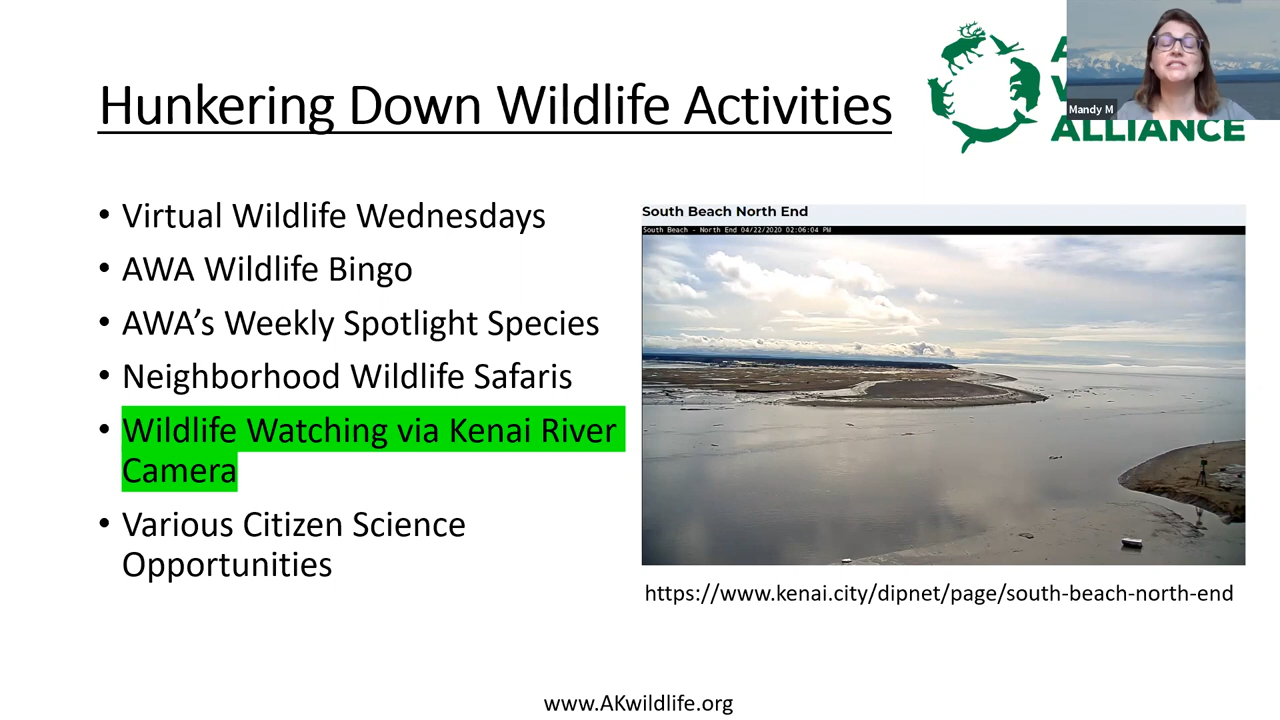 Hunkering Down Wildlife Activities
ALLIANCE
Mandy M
• Virtual Wildlife Wednesdays
• AWA Wildlife Bingo
• AWA’s Weekly Spotlight Species
• Neighborhood Wildlife Safaris
• Wildlife Watching via Kenai River
Camera
• Various Citizen Science
Opportunities
South Beach North End
South Beach - North End 04/22/2020 02:06:04 PM
https://www.kenai.city/dipnet/page/south-beach-north-end
www.AKwildlife.org